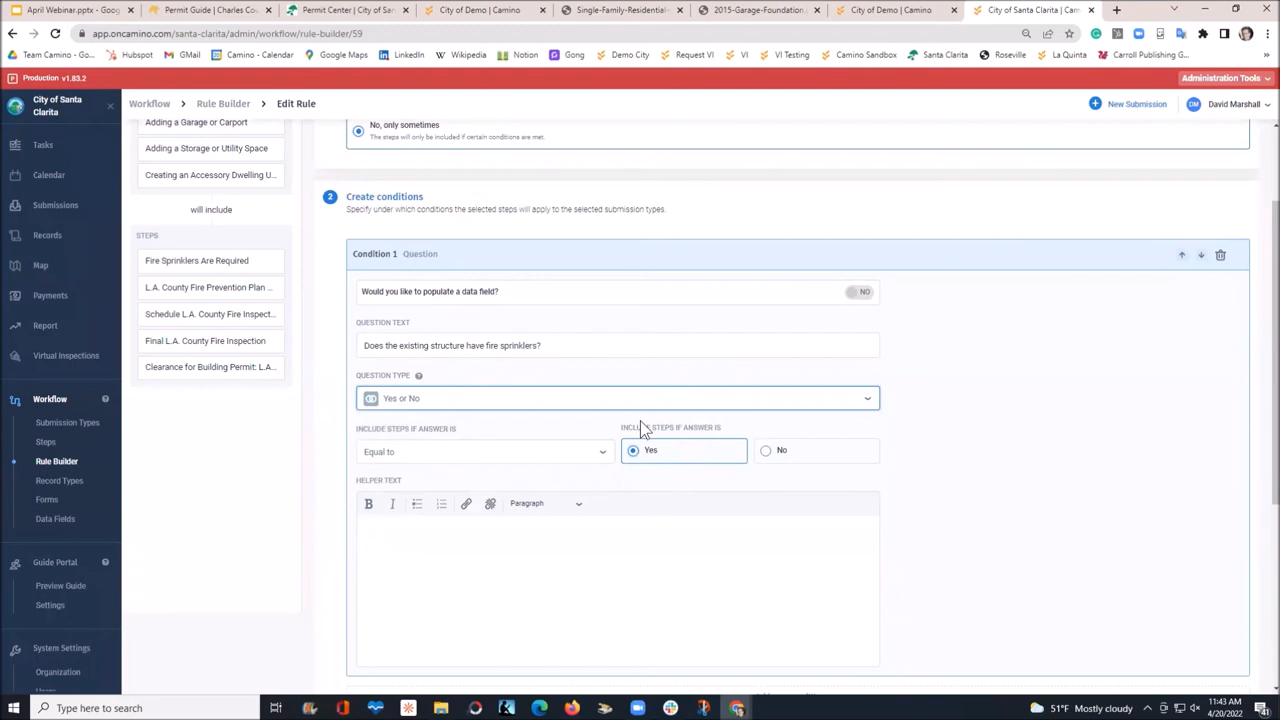 April Webinar.pptx - Goog
Permit Guide | Charles Cou
Permit Center | City of San
City of Demo | Camino
Single-Family-Residential-
2015-Garage-Foundation
City of Demo | Camino
City of Santa Clarita | Cam
app.oncamino.com/santa-clarita/admin/workflow/rule-builder/59
Team Camino - Goo...
Hubspot
GMail
Camino - Calendar
Google Maps
LinkedIn
Wikipedia
Notion
Gong
Demo City
Request VI
VI
VI Testing
Camino Sandbox
Santa Clarita
Roseville
La Quinta
Carroll Publishing G...
Production v1.83.2
Administration Tools
City of Santa
Clarita
Workflow
Rule Builder
Edit Rule
New Submission
DM
David Marshall
Tasks
Calendar
Submissions
Records
Map
Payments
Report
Virtual Inspections
Workflow
Submission Types
Steps
Rule Builder
Record Types
Forms
Data Fields
Guide Portal
Preview Guide
Settings
System Settings
Organization
Users
Adding a Garage or Carport
Adding a Storage or Utility Space
Creating an Accessory Dwelling U...
will include
STEPS
Fire Sprinklers Are Required
L.A. County Fire Prevention Plan ...
Schedule L.A. County Fire Inspect...
Final L.A. County Fire Inspection
Clearance for Building Permit: L.A...
No, only sometimes
The steps will only be included if certain conditions are met.
2
Create conditions
Specify under which conditions the selected steps will apply to the selected submission types.
Condition 1 Question
Would you like to populate a data field?
NO
QUESTION TEXT
Does the existing structure have fire sprinklers?
QUESTION TYPE
Yes or No
INCLUDE STEPS IF ANSWER IS
INCLUDE STEPS IF ANSWER IS
Equal to
Yes
No
HELPER TEXT
B
I
Paragraph
Type here to search
51°F Mostly cloudy
11:43 AM
4/20/2022